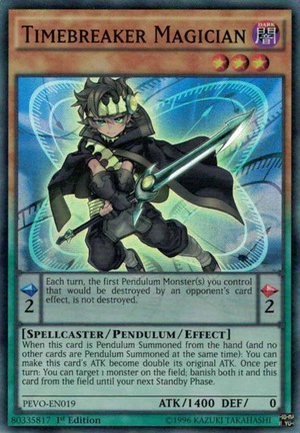 TIMEBREAKER MAGICIAN
DARK
闇
Each turn, the first Pendulum Monster(s) you control
that would be destroyed by an opponent's card
effect, is not destroyed.
2
2
[SPELLCASTER/PENDULUM/EFFECT]
When this card is Pendulum Summoned from the hand (and no
other cards are Pendulum Summoned at the same time): You can
make this card's ATK become double its original ATK. Once per
turn: You can target 1 monster on the field; banish both it and this
card from the field until your next Standby Phase.
PEVO-EN019
ATK/1400 DEF/ 0
80335817
1st Edition
©1996 KAZUKI TAKAHASHI